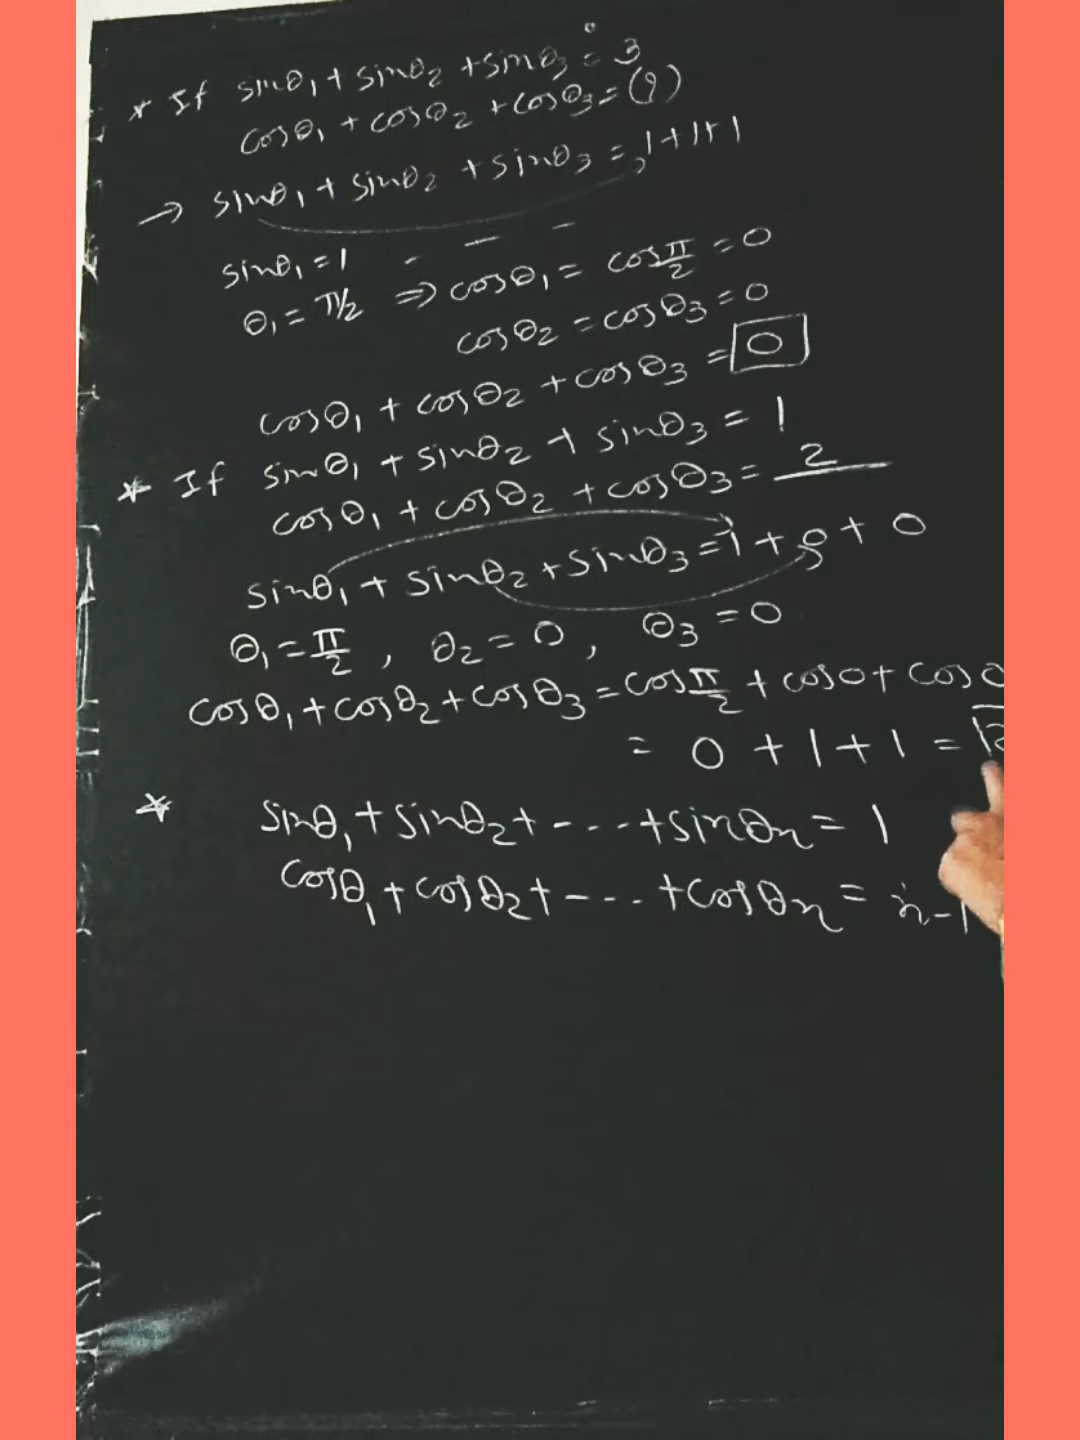 * If sinθ₁ + sinθ₂ + sinθ₃ = 3
cosθ₁ + cosθ₂ + cosθ₃ = (?)
→ sinθ₁ + sinθ₂ + sinθ₃ = 1+1+1
sinθ₁ = 1 - - -
θ₁ = π/2 ⇒ cosθ₁ = cos π/2 = 0
cosθ₂ = cosθ₃ = 0
cosθ₁ + cosθ₂ + cosθ₃ = 0
* If sinθ₁ + sinθ₂ + sinθ₃ = 1
cosθ₁ + cosθ₂ + cosθ₃ = 2
sinθ₁ + sinθ₂ + sinθ₃ = 1 + 0 + 0
θ₁ = π/2, θ₂ = 0, θ₃ = 0
cosθ₁ + cosθ₂ + cosθ₃ = cos π/2 + cos0 + cos0
= 0 + 1 + 1 = 2
* sinθ₁ + sinθ₂ + - - - + sinθn = 1
cosθ₁ + cosθ₂ + - - - + cosθn = n-1